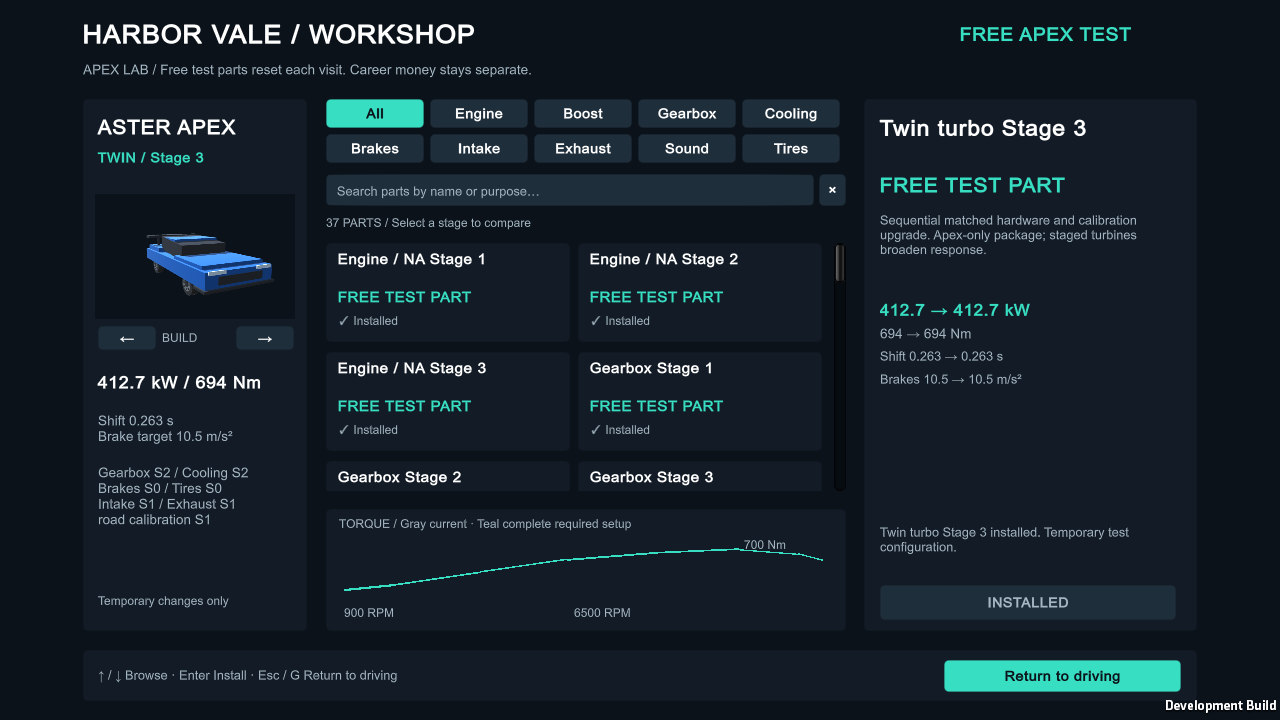 HARBOR VALE / WORKSHOP
FREE APEX TEST
APEX LAB / Free test parts reset each visit. Career money stays separate.
ASTER APEX
TWIN / Stage 3
← BUILD →
412.7 kW / 694 Nm
Shift 0.263 s
Brake target 10.5 m/s²
Gearbox S2 / Cooling S2
Brakes S0 / Tires S0
Intake S1 / Exhaust S1
road calibration S1
Temporary changes only
All Engine Boost Gearbox Cooling
Brakes Intake Exhaust Sound Tires
Search parts by name or purpose...
×
37 PARTS / Select a stage to compare
Engine / NA Stage 1
FREE TEST PART
✓ Installed
Engine / NA Stage 2
FREE TEST PART
✓ Installed
Engine / NA Stage 3
FREE TEST PART
✓ Installed
Gearbox Stage 1
FREE TEST PART
✓ Installed
Gearbox Stage 2
Gearbox Stage 3
TORQUE / Gray current · Teal complete required setup
700 Nm
900 RPM
6500 RPM
Twin turbo Stage 3
FREE TEST PART
Sequential matched hardware and calibration
upgrade. Apex-only package; staged turbines
broaden response.
412.7 → 412.7 kW
694 → 694 Nm
Shift 0.263 → 0.263 s
Brakes 10.5 → 10.5 m/s²
Twin turbo Stage 3 installed. Temporary test
configuration.
INSTALLED
↑ / ↓ Browse · Enter Install · Esc / G Return to driving
Return to driving
Development Build